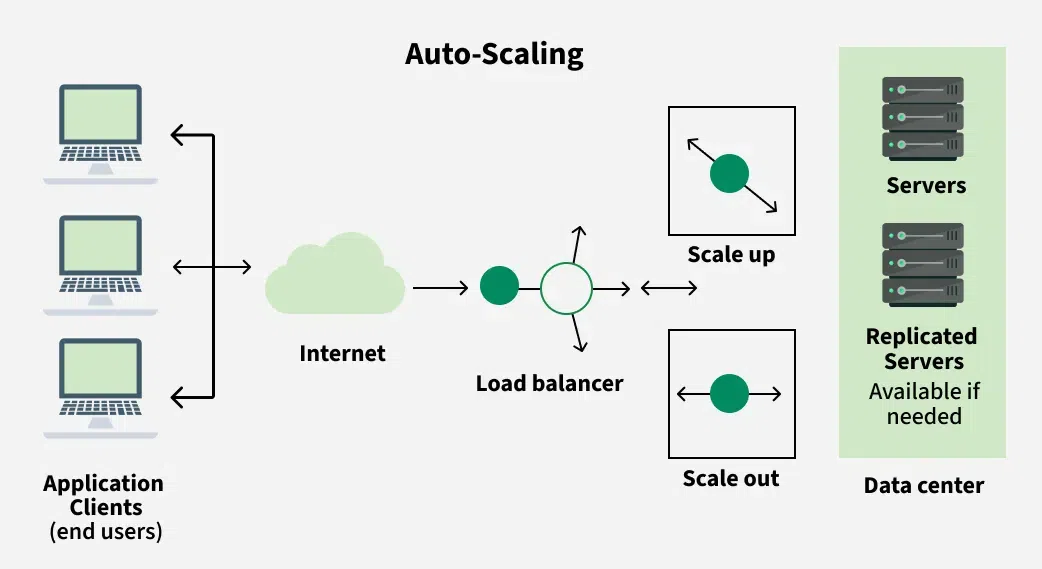 Auto-Scaling
Application
Clients
(end users)
Internet
Load balancer
Scale up
Scale out
Servers
Replicated
Servers
Available if
needed
Data center